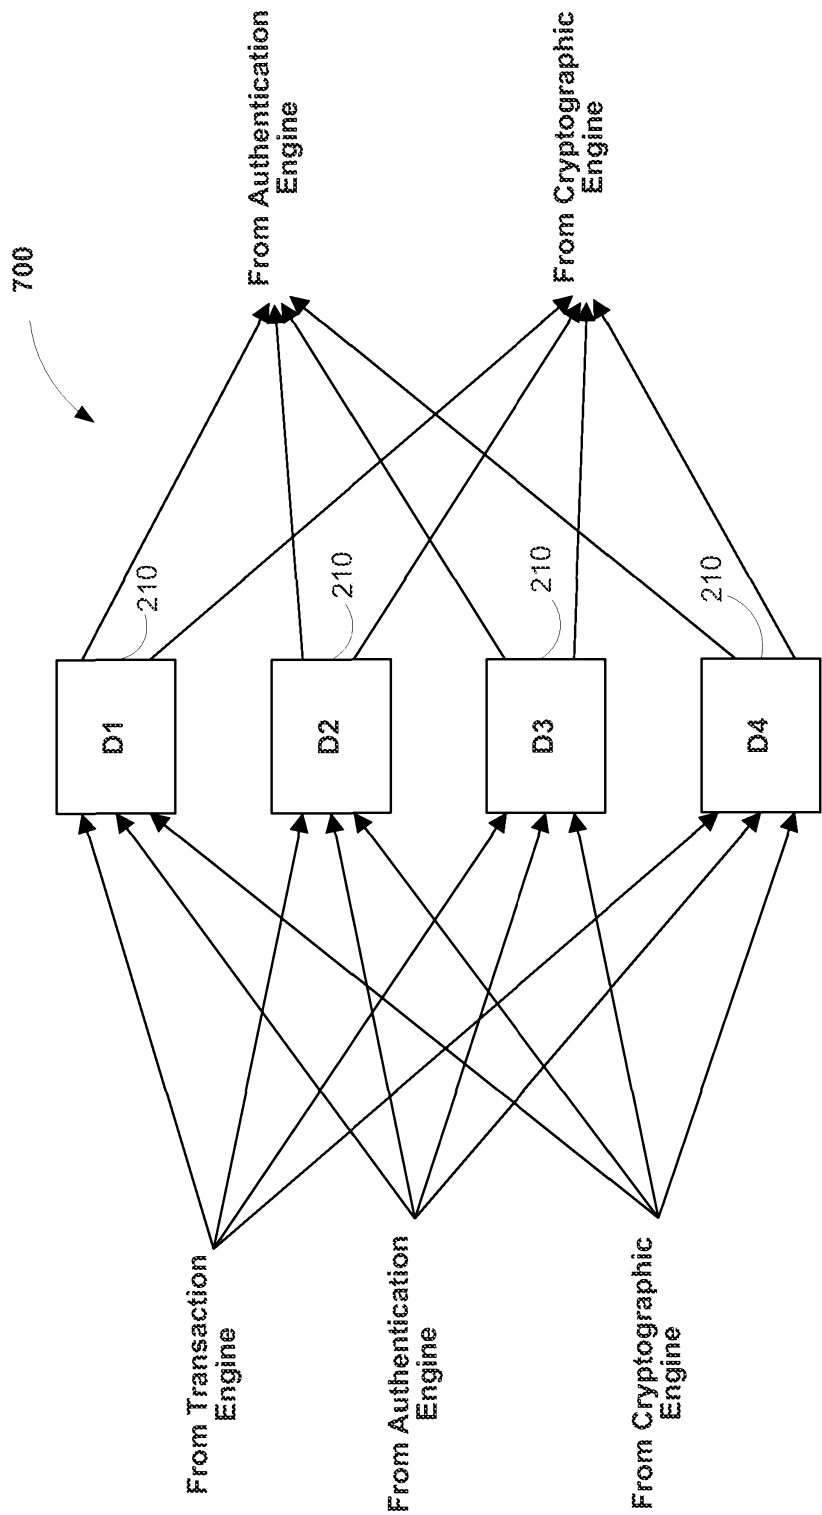 700
From Transaction
Engine
From Authentication
Engine
From Cryptographic
Engine
D1
210
D2
210
D3
210
D4
210
From Authentication
Engine
From Cryptographic
Engine